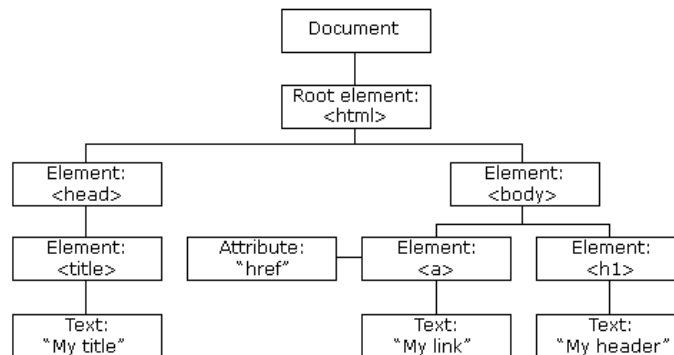 Document
Root element:
<html>
Element:
<head>
Element:
<body>
Element:
<title>
Attribute:
“href”
Element:
<a>
Element:
<h1>
Text:
“My title”
Text:
“My link”
Text:
“My header”